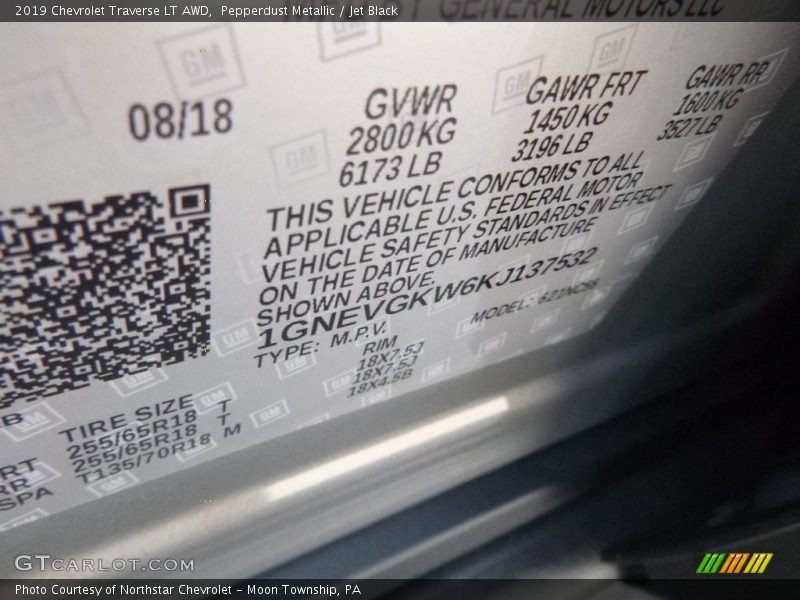 2019 Chevrolet Traverse LT AWD, Pepperdust Metallic / Jet Black
GENERAL MOTORS LLC
08/18
GVWR
2800 KG
6173 LB
GAWR FRT
1450 KG
3196 LB
GAWR RR
1600 KG
3527 LB
THIS VEHICLE CONFORMS TO ALL
APPLICABLE U.S. FEDERAL MOTOR
VEHICLE SAFETY STANDARDS IN EFFECT
ON THE DATE OF MANUFACTURE
SHOWN ABOVE.
1GNEVGKW6KJ137532
TYPE: M.P.V.
MODEL:
RIM
18X7.5J
18X7.5J
18X4.5B
TIRE SIZE
255/65R18 T
255/65R18 T
T135/70R18 M
RT
RR
SPA
GTCARLOT.COM
Photo Courtesy of Northstar Chevrolet – Moon Township, PA